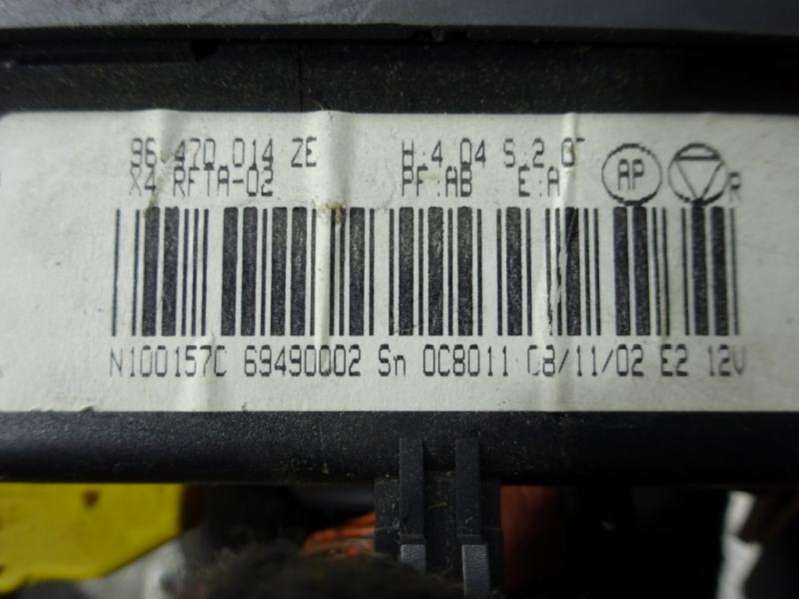 96 470 014 ZE H:4.04 S.2.0
X4 RFTA-02 PF:AB E:A AP R
N100157C 69490002 Sn 0C8011 08/11/02 E2 12V